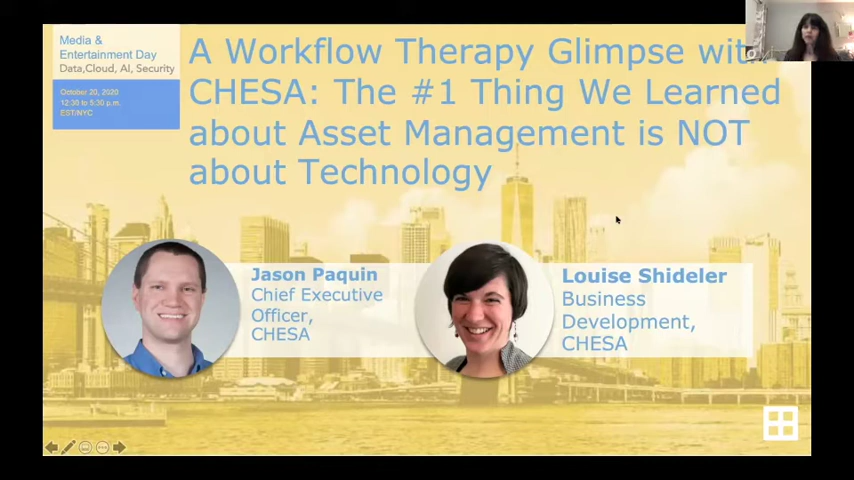 Media &
Entertainment Day
Data,Cloud, AI, Security
October 20, 2020
12:30 to 5:30 p.m.
EST/NYC
A Workflow Therapy Glimpse with
CHESA: The #1 Thing We Learned
about Asset Management is NOT
about Technology
Jason Paquin
Chief Executive
Officer,
CHESA
Louise Shideler
Business
Development,
CHESA